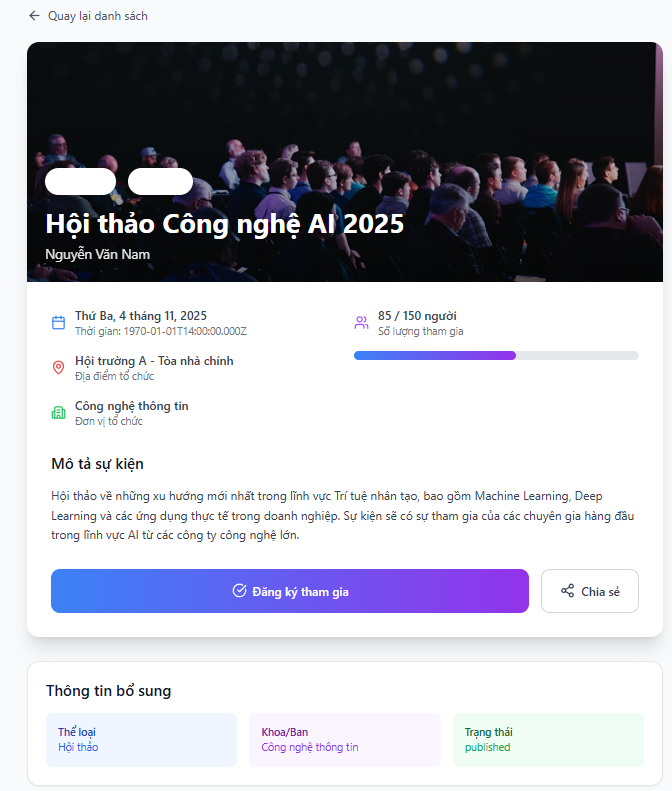 Quay lại danh sách
Hội thảo Công nghệ AI 2025
Nguyễn Văn Nam
Thứ Ba, 4 tháng 11, 2025
Thời gian: 1970-01-01T14:00:00.000Z
85 / 150 người
Số lượng tham gia
Hội trường A - Tòa nhà chính
Địa điểm tổ chức
Công nghệ thông tin
Đơn vị tổ chức
Mô tả sự kiện
Hội thảo về những xu hướng mới nhất trong lĩnh vực Trí tuệ nhân tạo, bao gồm Machine Learning, Deep
Learning và các ứng dụng thực tế trong doanh nghiệp. Sự kiện sẽ có sự tham gia của các chuyên gia hàng đầu
trong lĩnh vực AI từ các công ty công nghệ lớn.
Đăng ký tham gia
Chia sẻ
Thông tin bổ sung
Thể loại
Hội thảo
Khoa/Ban
Công nghệ thông tin
Trạng thái
published